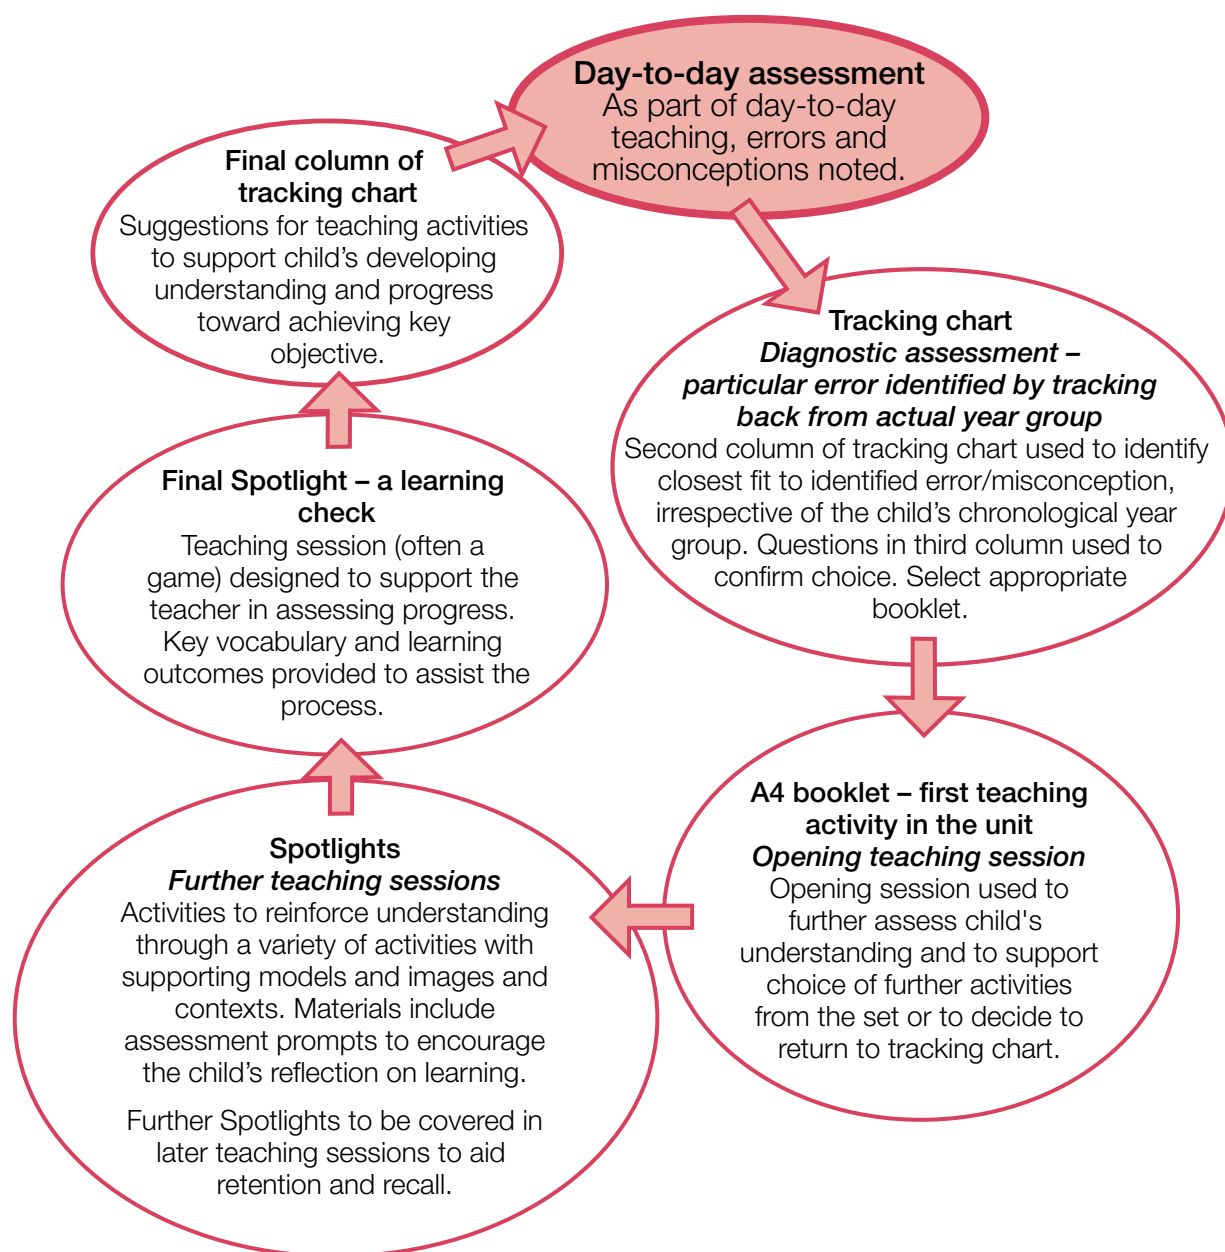 Day-to-day assessment
As part of day-to-day
teaching, errors and
misconceptions noted.
Tracking chart
Diagnostic assessment –
particular error identified by tracking
back from actual year group
Second column of tracking chart used to identify
closest fit to identified error/misconception,
irrespective of the child’s chronological year
group. Questions in third column used to
confirm choice. Select appropriate
booklet.
A4 booklet – first teaching
activity in the unit
Opening teaching session
Opening session used to
further assess child's
understanding and to support
choice of further activities
from the set or to decide to
return to tracking chart.
Spotlights
Further teaching sessions
Activities to reinforce understanding
through a variety of activities with
supporting models and images and
contexts. Materials include
assessment prompts to encourage
the child’s reflection on learning.
Further Spotlights to be covered in
later teaching sessions to aid
retention and recall.
Final Spotlight – a learning
check
Teaching session (often a
game) designed to support the
teacher in assessing progress.
Key vocabulary and learning
outcomes provided to assist the
process.
Final column of
tracking chart
Suggestions for teaching activities
to support child’s developing
understanding and progress
toward achieving key
objective.